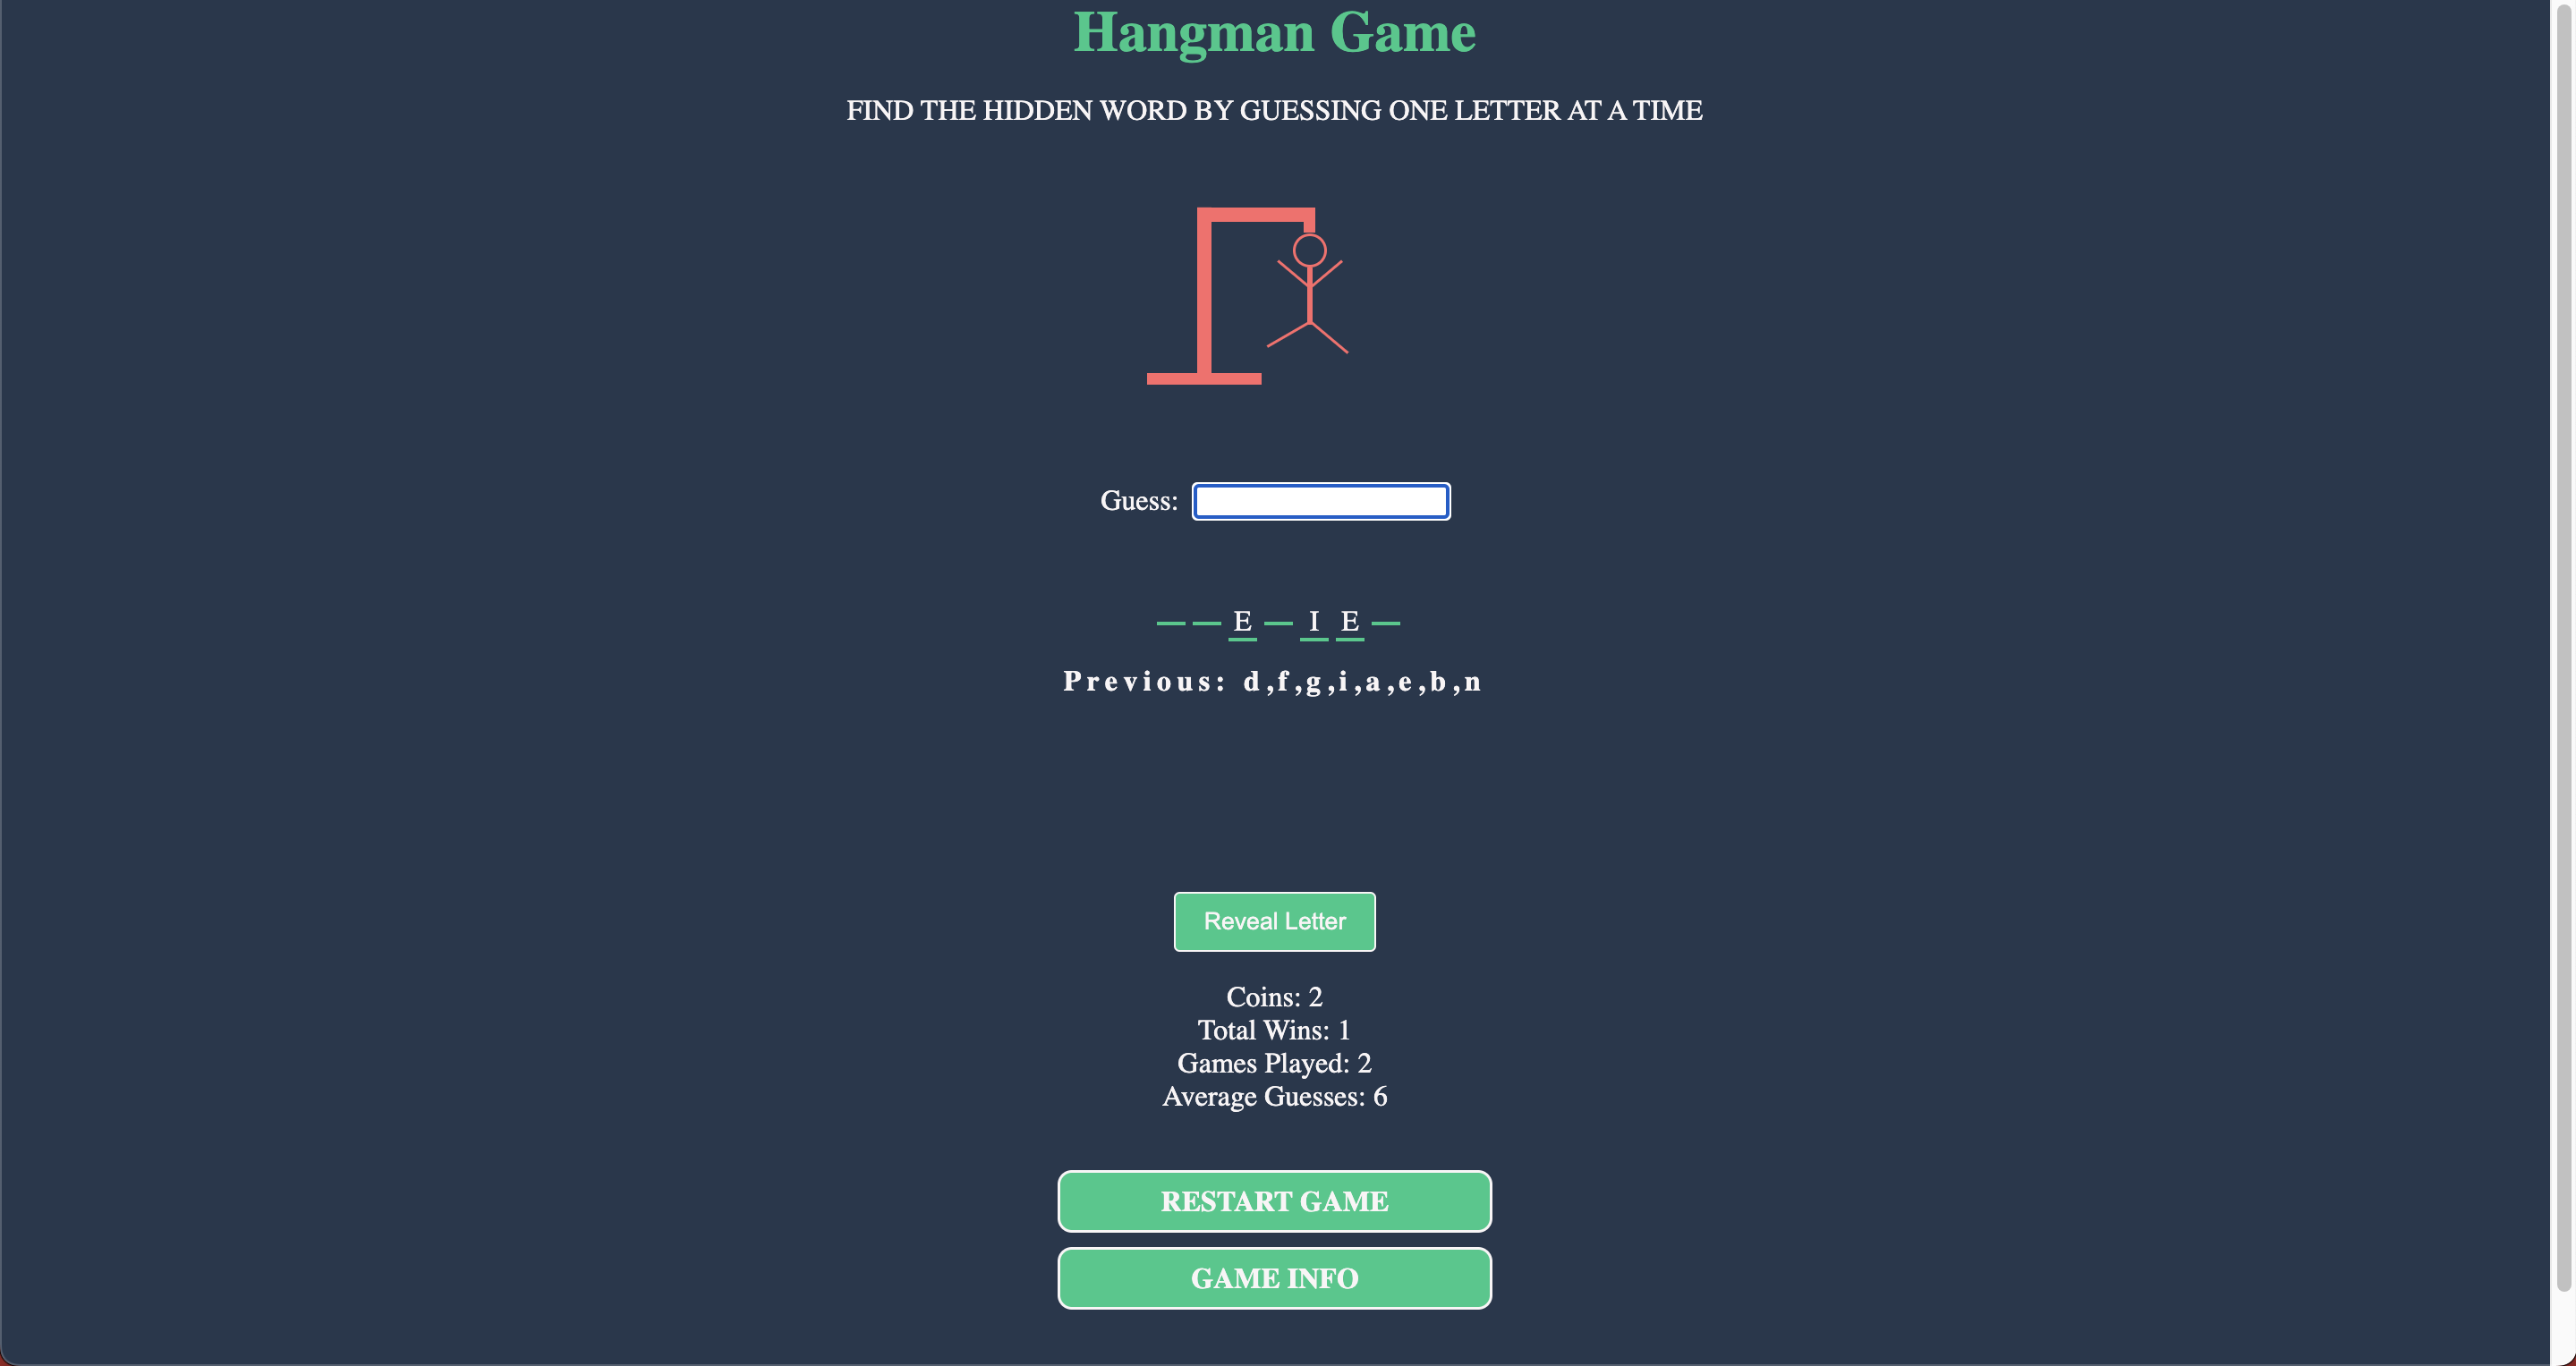 Hangman Game
FIND THE HIDDEN WORD BY GUESSING ONE LETTER AT A TIME
Guess:
E I E
Previous: d,f,g,i,a,e,b,n
Reveal Letter
Coins: 2
Total Wins: 1
Games Played: 2
Average Guesses: 6
RESTART GAME
GAME INFO